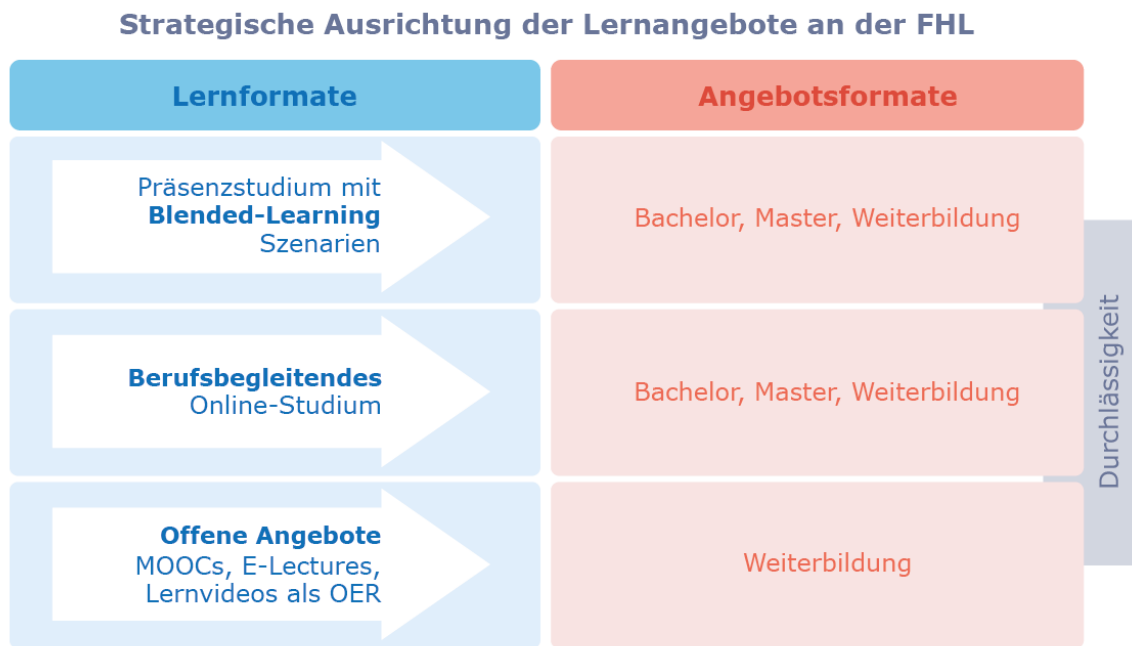 Strategische Ausrichtung der Lernangebote an der FHL
Lernformate
Angebotsformate
Präsenzstudium mit
Blended-Learning
Szenarien
Bachelor, Master, Weiterbildung
Berufsbegleitendes
Online-Studium
Bachelor, Master, Weiterbildung
Offene Angebote
MOOCs, E-Lectures,
Lernvideos als OER
Weiterbildung
Durchlässigkeit